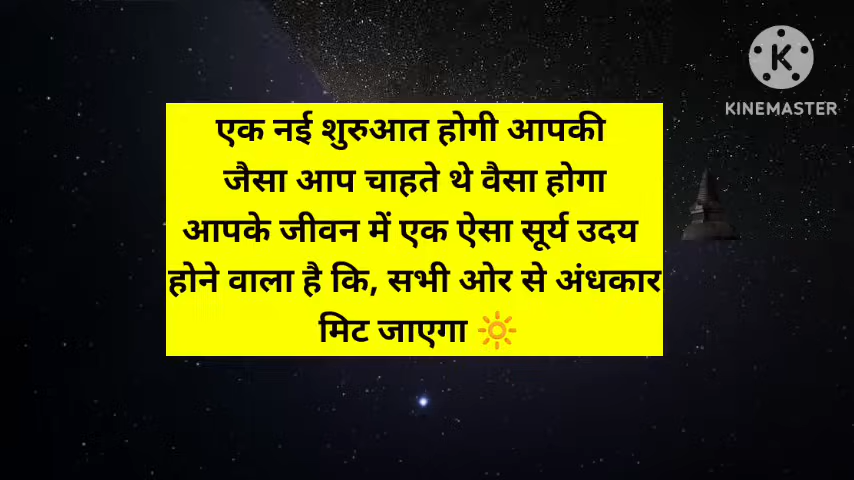 KINEMASTER
एक नई शुरुआत होगी आपकी
जैसा आप चाहते थे वैसा होगा
आपके जीवन में एक ऐसा सूर्य उदय
होने वाला है कि, सभी ओर से अंधकार
मिट जाएगा 🔆